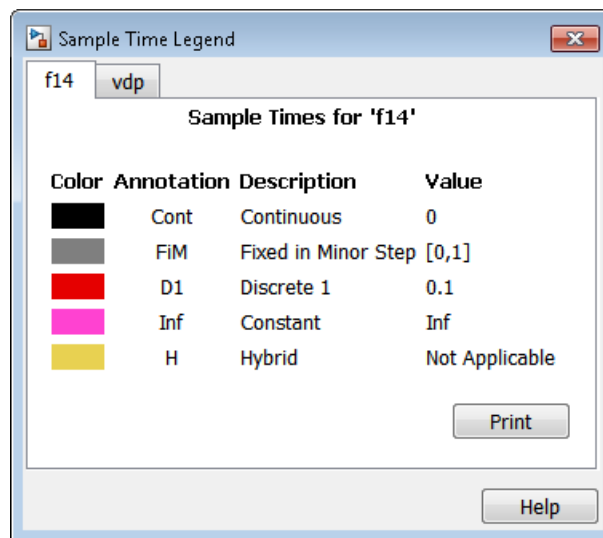 Sample Time Legend
f14 vdp
Sample Times for 'f14'
Color Annotation Description Value
Cont Continuous 0
FiM Fixed in Minor Step [0,1]
D1 Discrete 1 0.1
Inf Constant Inf
H Hybrid Not Applicable
Print
Help